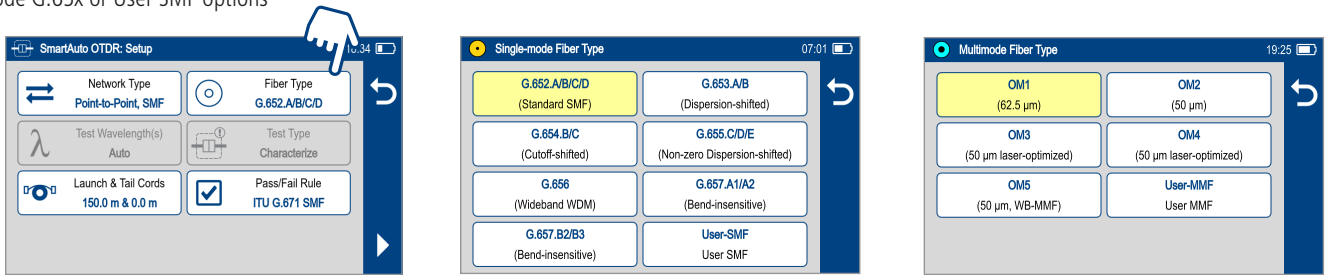 ode G.65x or User SMF options
SmartAuto OTDR: Setup
.34
Network Type
Point-to-Point, SMF
Fiber Type
G.652.A/B/C/D
Test Wavelength(s)
Auto
Test Type
Characterize
Launch & Tail Cords
150.0 m & 0.0 m
Pass/Fail Rule
ITU G.671 SMF
Single-mode Fiber Type
07:01
G.652.A/B/C/D
(Standard SMF)
G.653.A/B
(Dispersion-shifted)
G.654.B/C
(Cutoff-shifted)
G.655.C/D/E
(Non-zero Dispersion-shifted)
G.656
(Wideband WDM)
G.657.A1/A2
(Bend-insensitive)
G.657.B2/B3
(Bend-insensitive)
User-SMF
User SMF
Multimode Fiber Type
19:25
OM1
(62.5 µm)
OM2
(50 µm)
OM3
(50 µm laser-optimized)
OM4
(50 µm laser-optimized)
OM5
(50 µm, WB-MMF)
User-MMF
User MMF